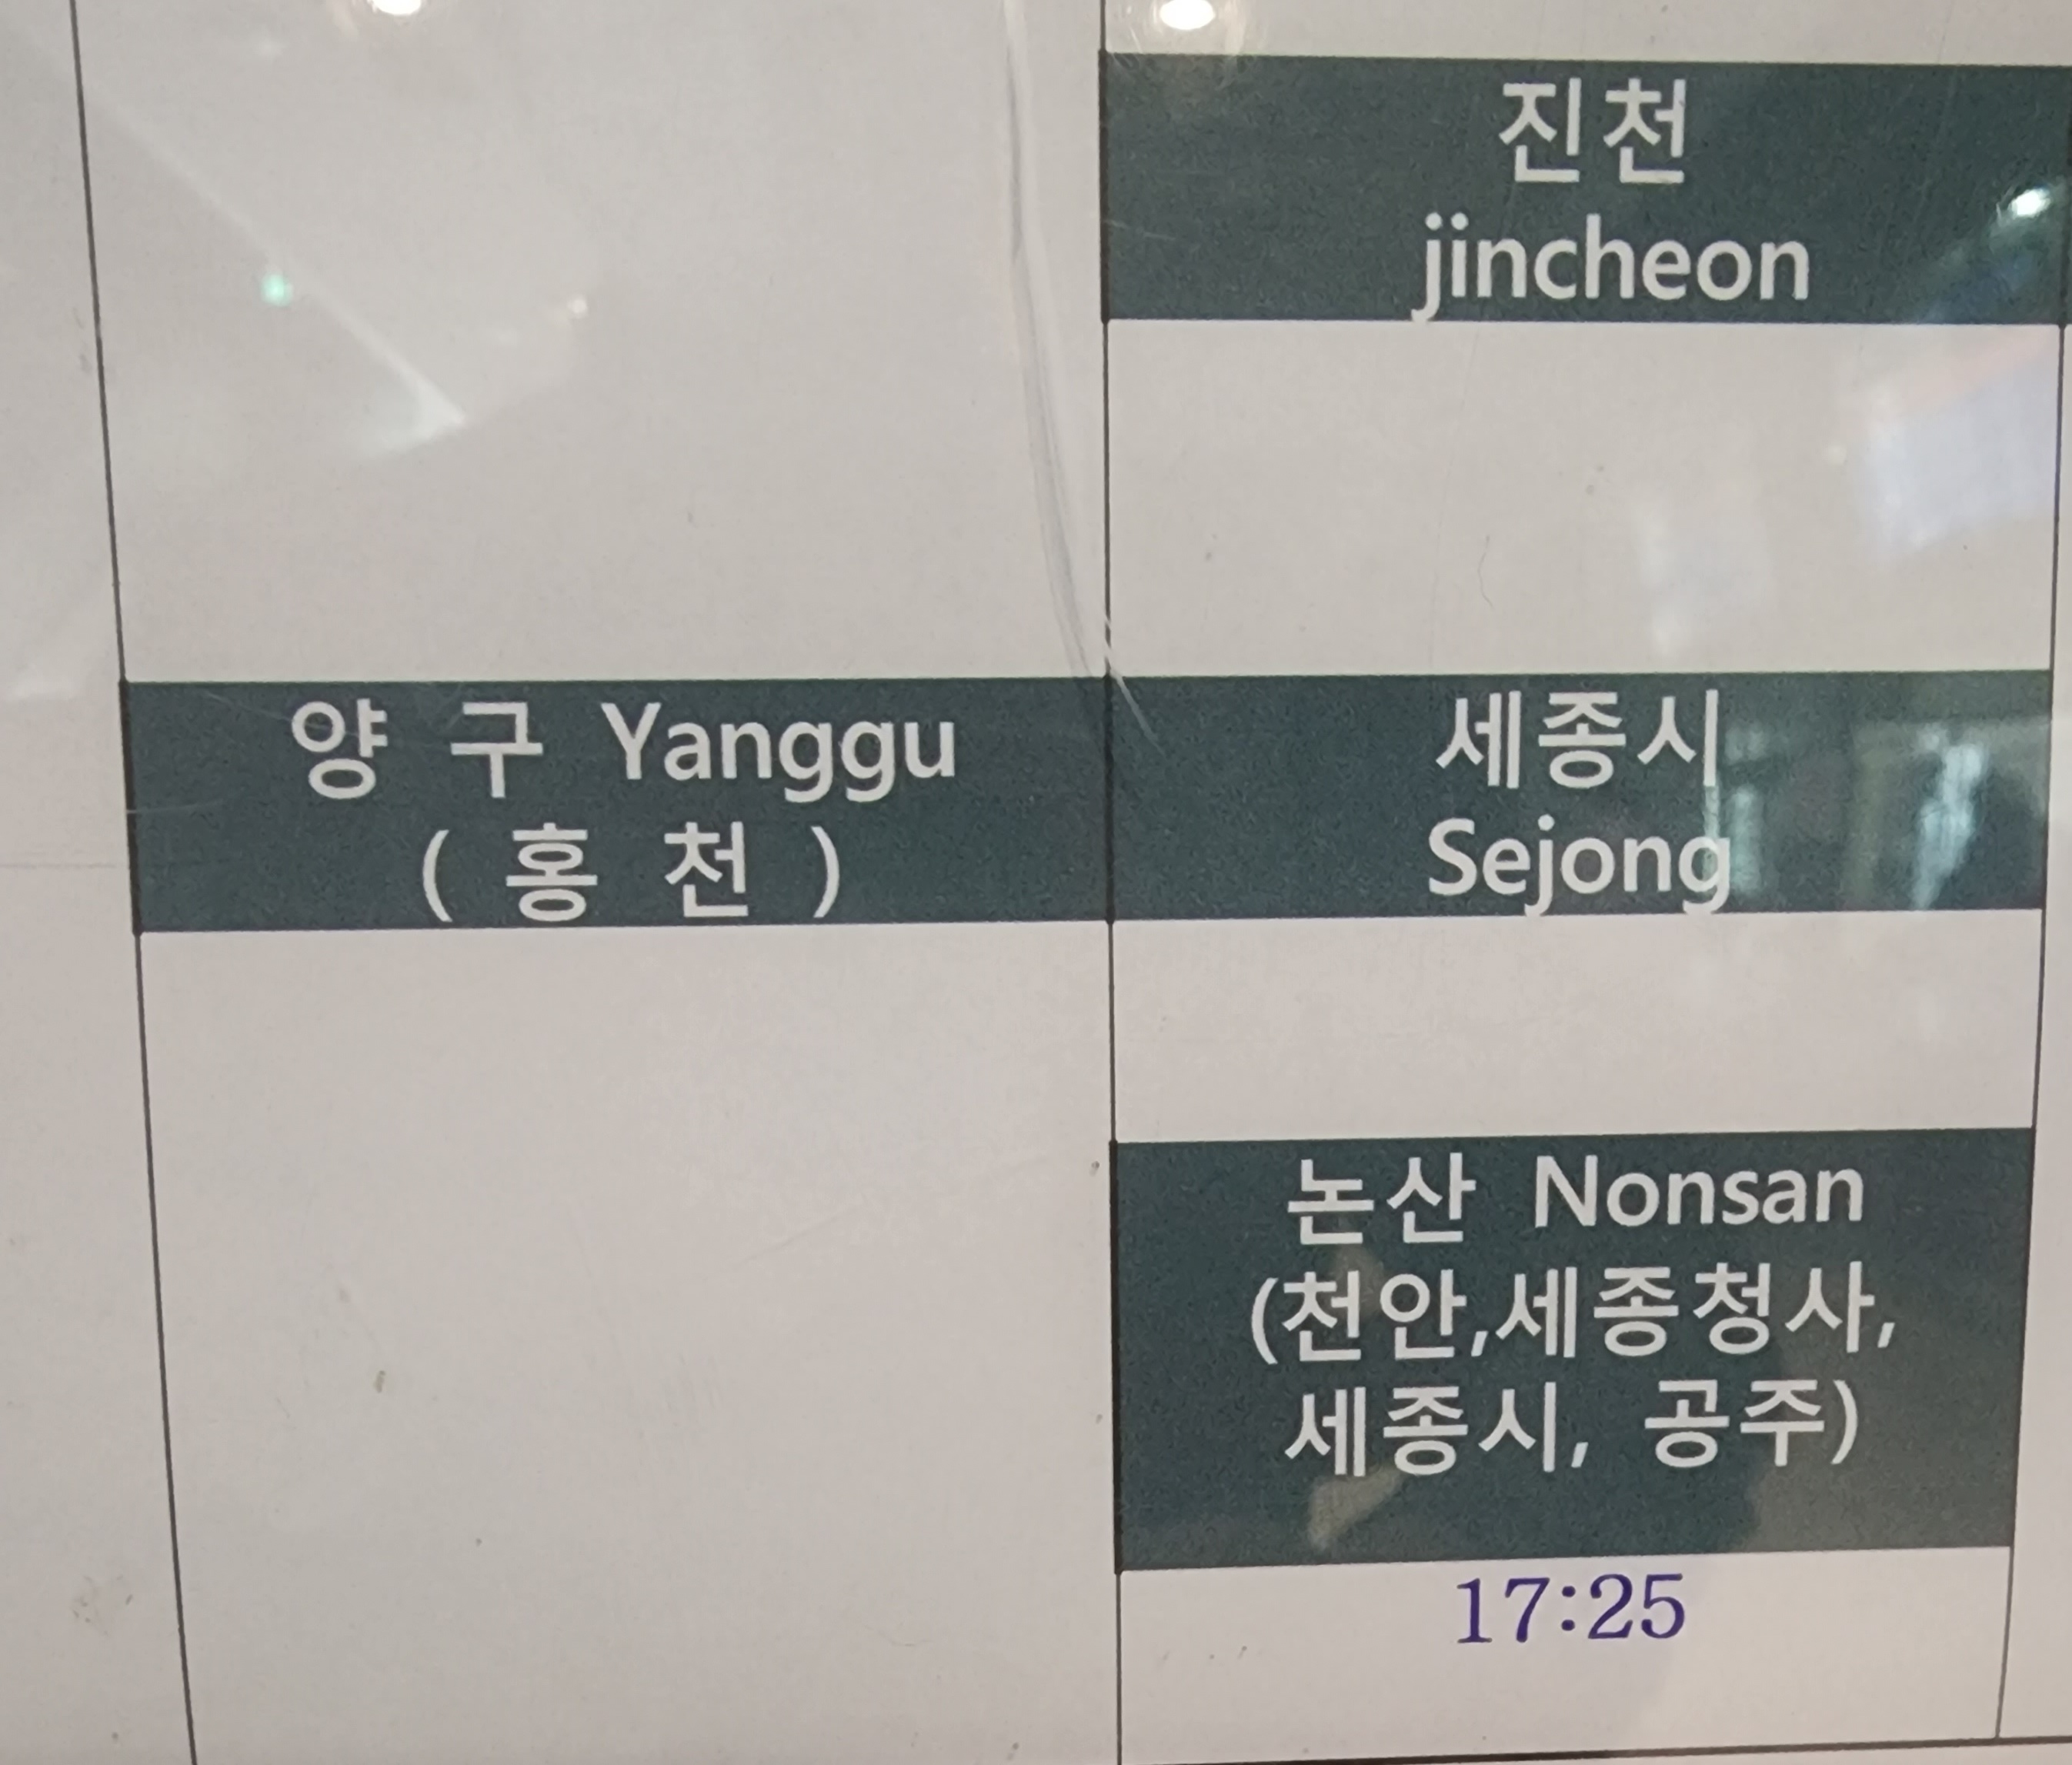 진천
jincheon
양 구 Yanggu
( 홍 천 )
세종시
Sejong
논산 Nonsan
(천안,세종청사,
세종시, 공주)
17:25